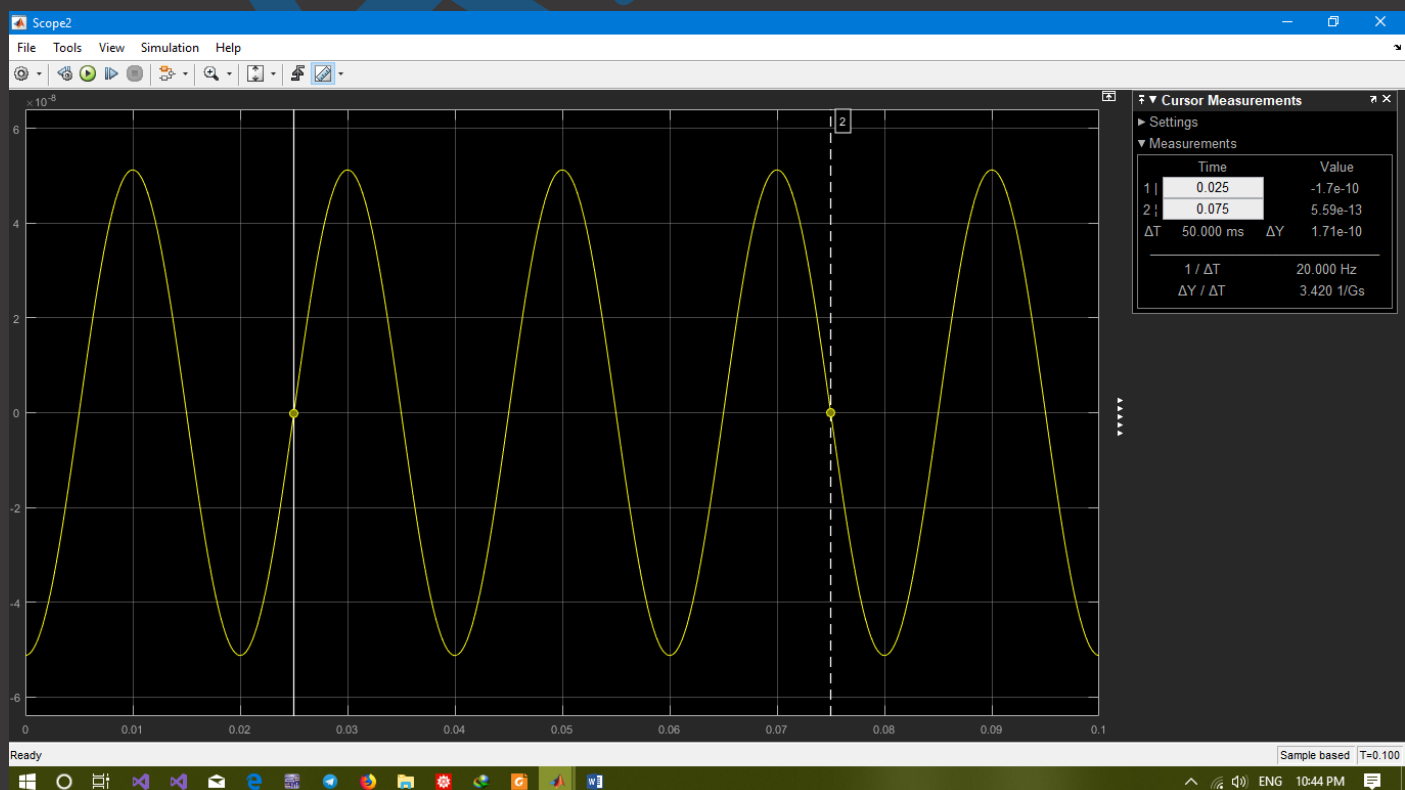 Scope2
File Tools View Simulation Help
×10⁻⁸
6
4
2
0
-2
-4
-6
0 0.01 0.02 0.03 0.04 0.05 0.06 0.07 0.08 0.09 0.1
2
Cursor Measurements
Settings
Measurements
Time Value
1 | 0.025 -1.7e-10
2 ¦ 0.075 5.59e-13
ΔT 50.000 ms ΔY 1.71e-10
1 / ΔT 20.000 Hz
ΔY / ΔT 3.420 1/Gs
Ready Sample based T=0.100
ENG 10:44 PM